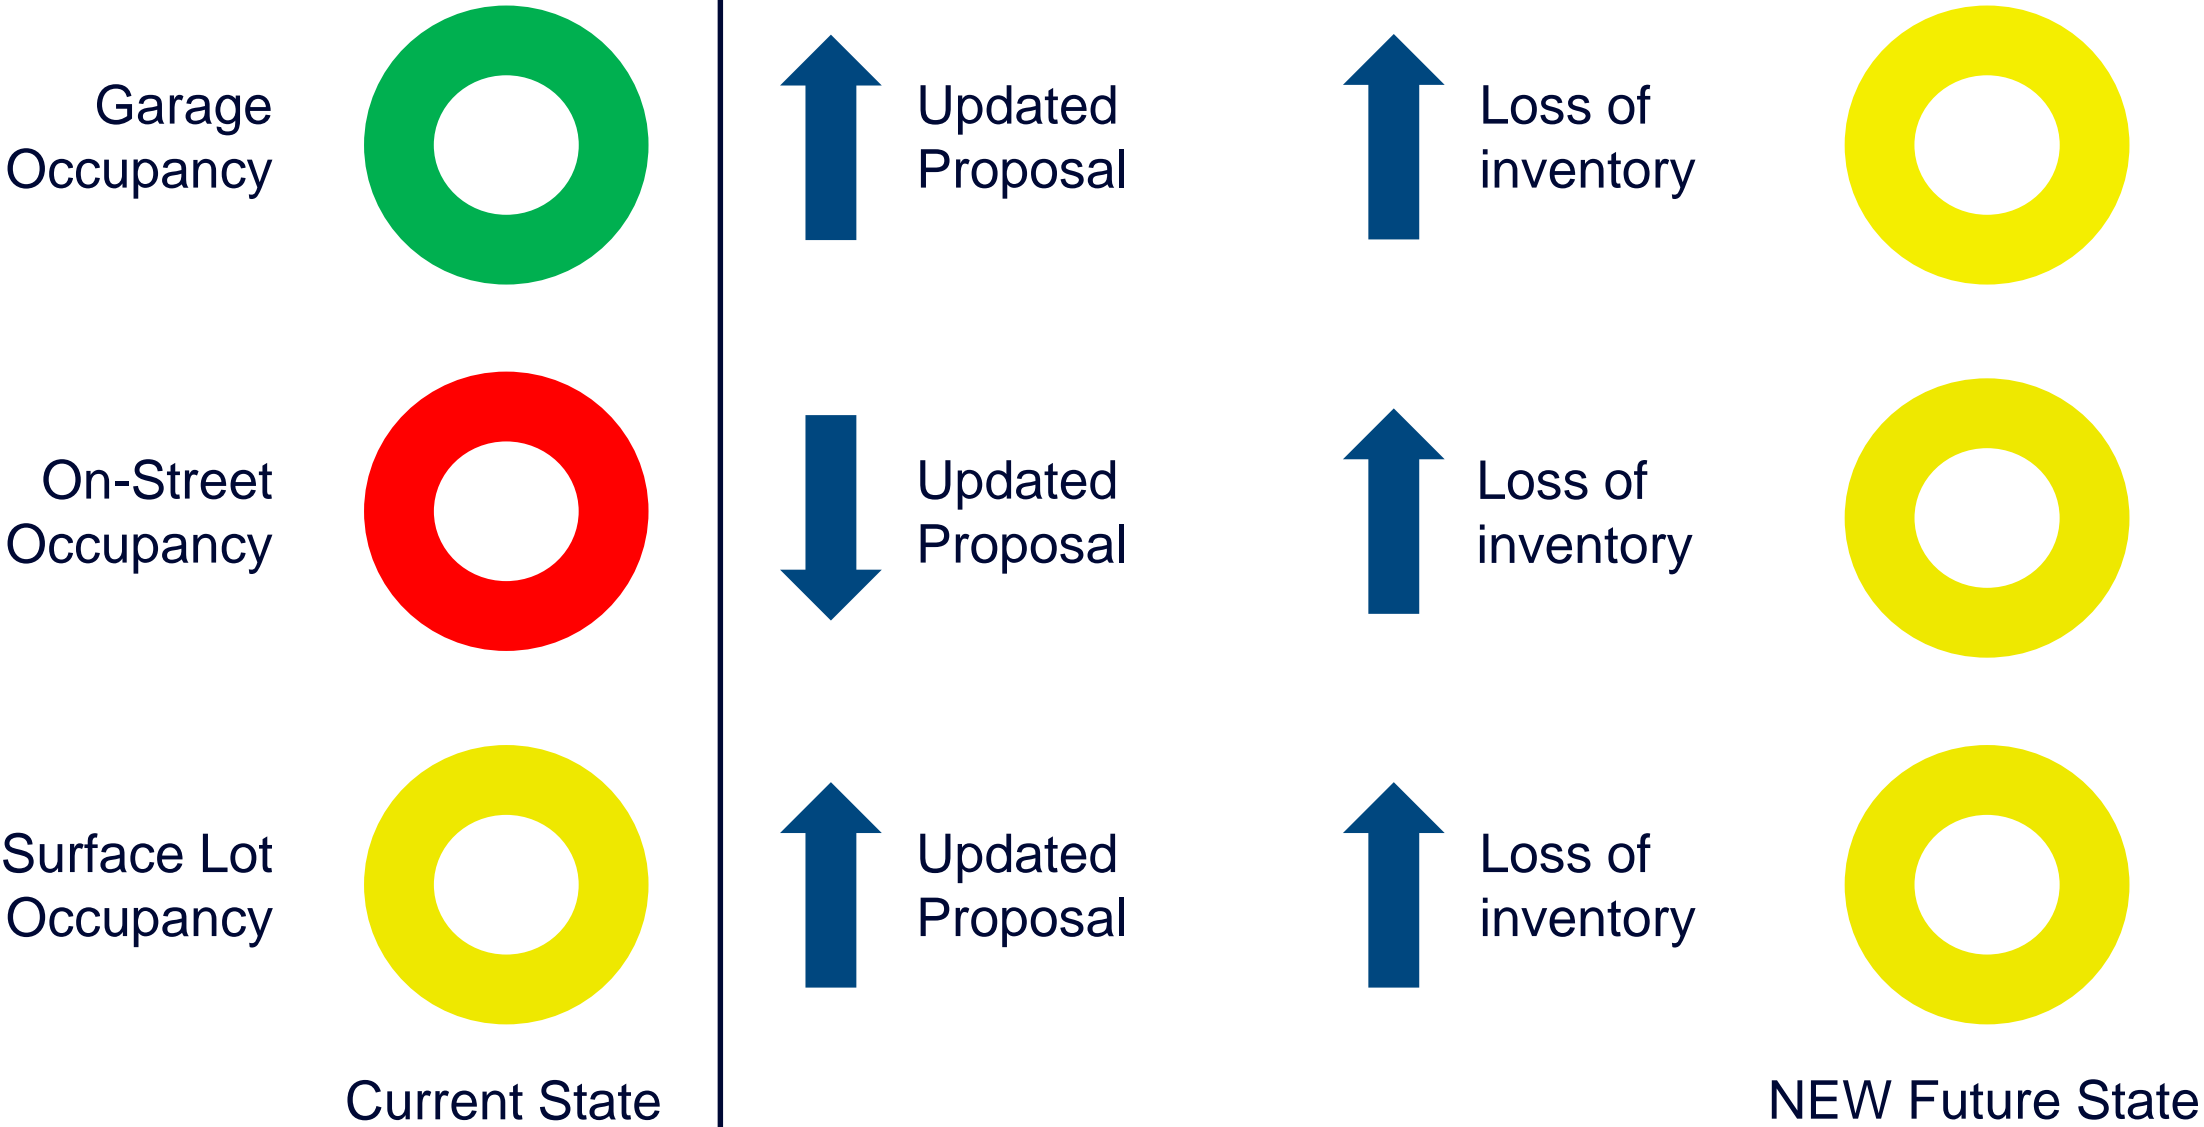 Garage
Occupancy
Updated
Proposal
Loss of
inventory
On-Street
Occupancy
Updated
Proposal
Loss of
inventory
Surface Lot
Occupancy
Updated
Proposal
Loss of
inventory
Current State
NEW Future State